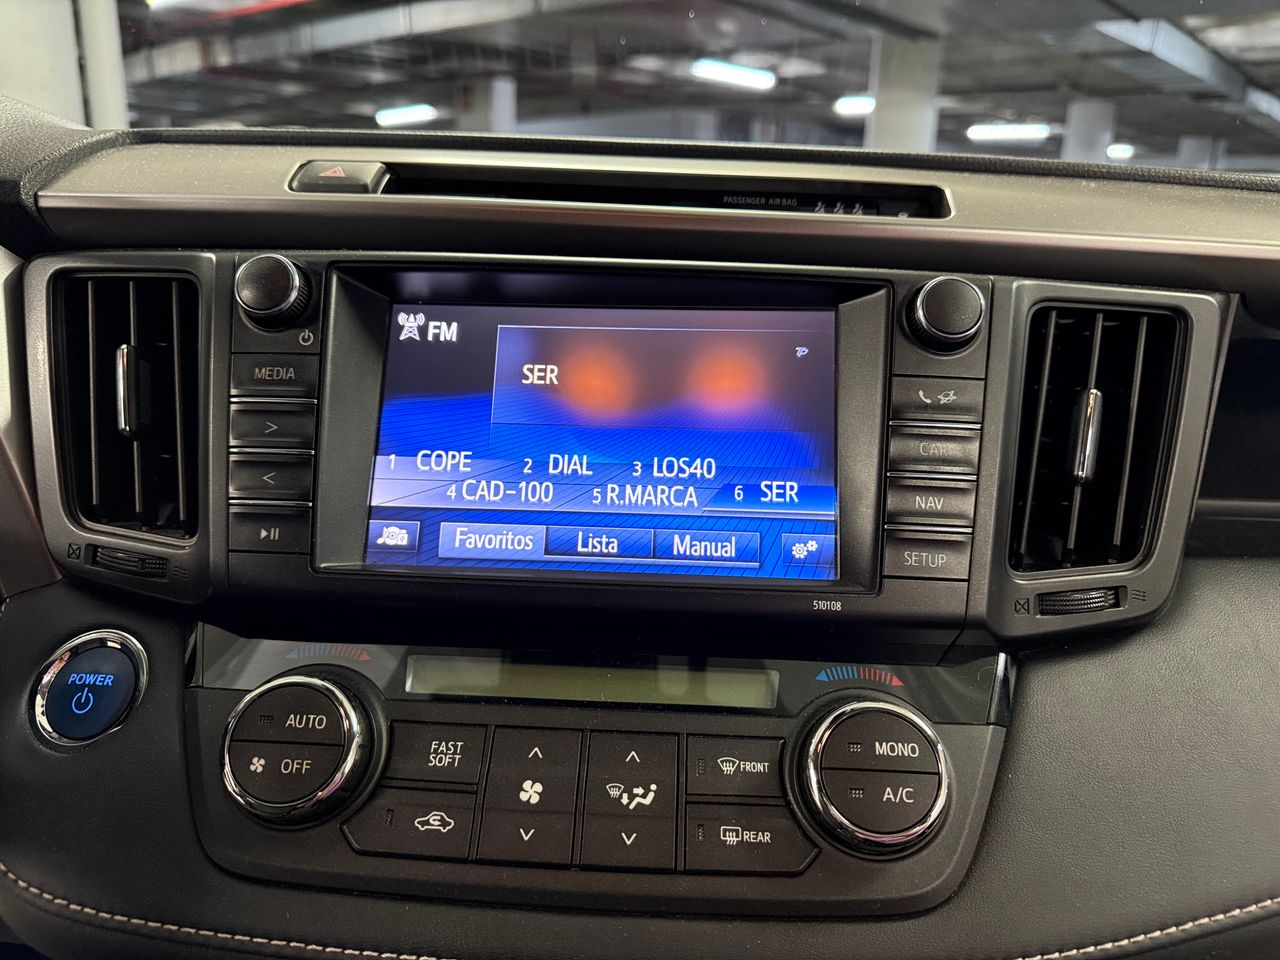 PASSENGER AIR BAG
FM
TP
SER
MEDIA
CAR
NAV
SETUP
1 COPE 2 DIAL 3 LOS40
4 CAD-100 5 R.MARCA 6 SER
Favoritos Lista Manual
510108
POWER
AUTO
OFF
FAST
SOFT
FRONT
REAR
MONO
A/C